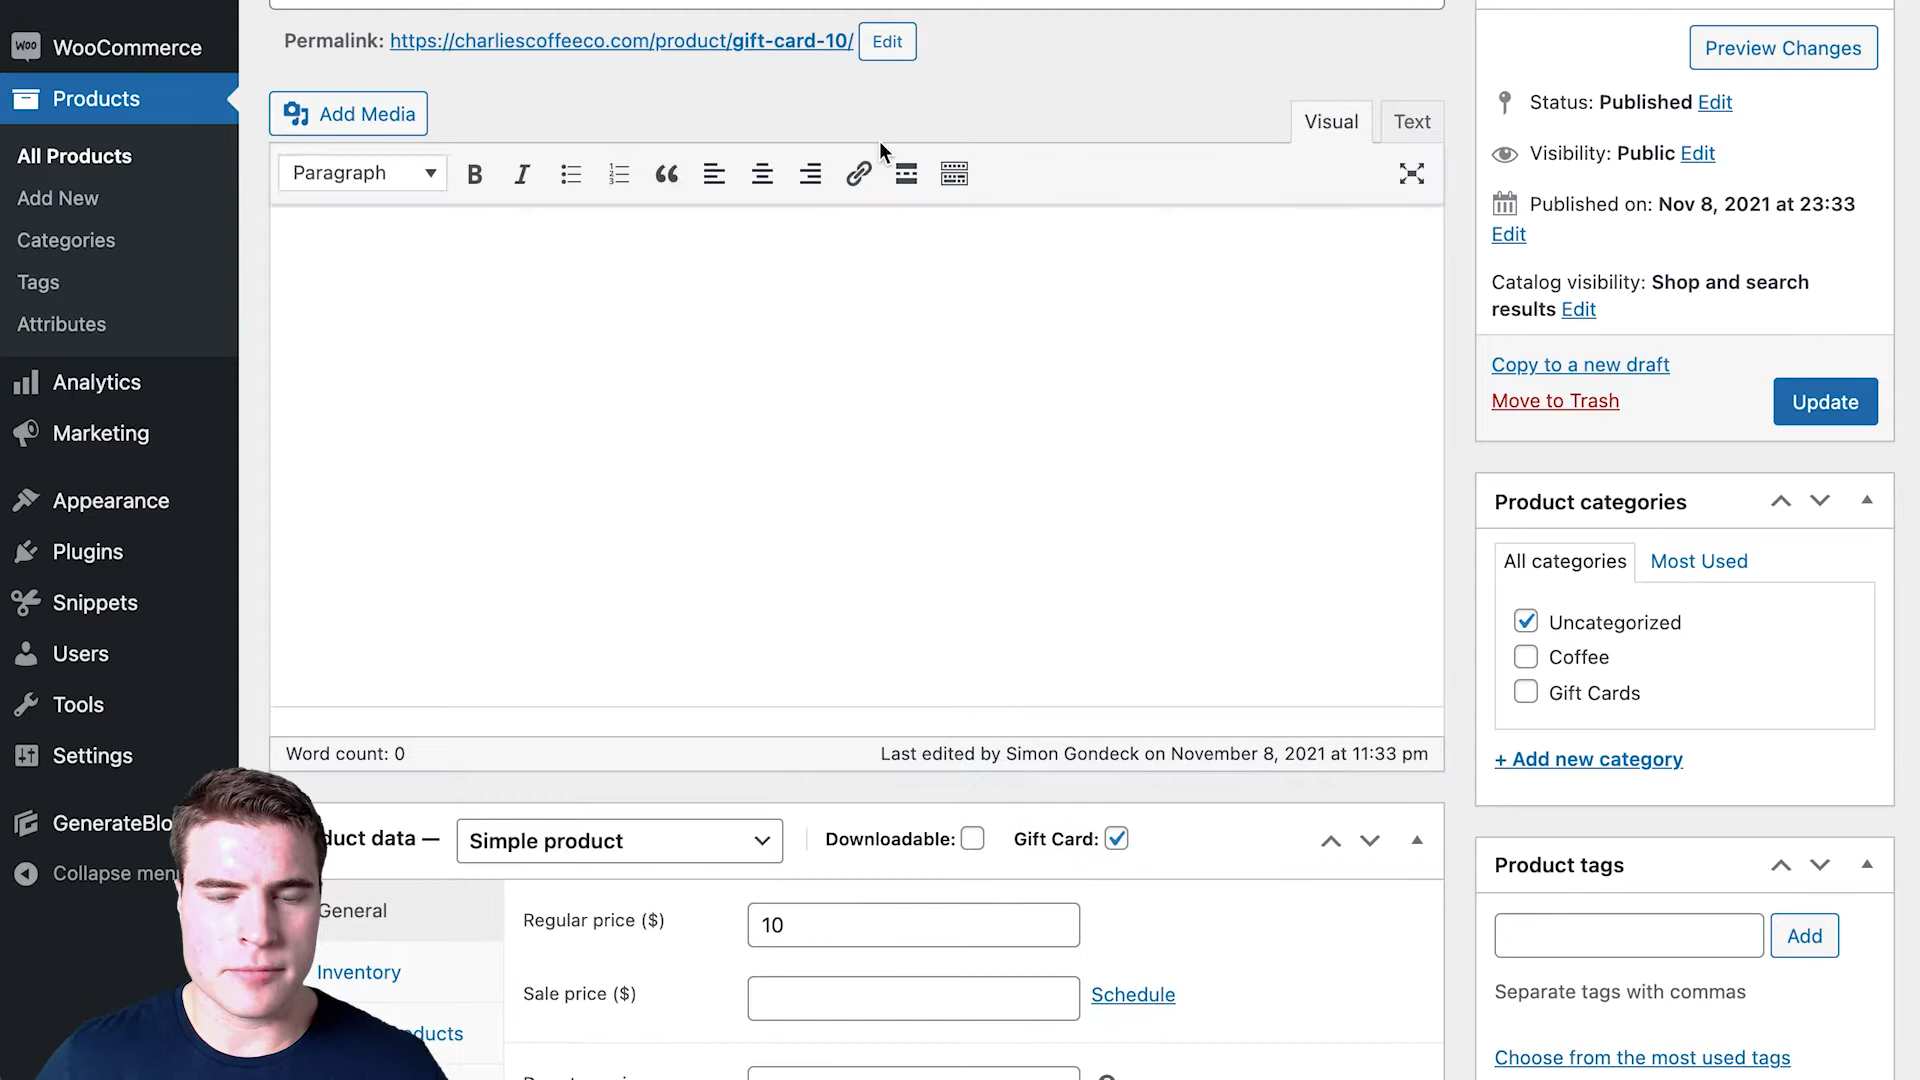 WOO WooCommerce
Products
All Products
Add New
Categories
Tags
Attributes
Analytics
Marketing
Appearance
Plugins
Snippets
Users
Tools
Settings
GenerateBlo
Collapse menu
Permalink: https://charliescoffeeco.com/product/gift-card-10/ Edit
Add Media
Visual Text
Paragraph
Word count: 0
Last edited by Simon Gondeck on November 8, 2021 at 11:33 pm
duct data —
Simple product
Downloadable:
Gift Card:
General
Inventory
ducts
Regular price ($)
10
Sale price ($)
Schedule
Preview Changes
Status: Published Edit
Visibility: Public Edit
Published on: Nov 8, 2021 at 23:33
Edit
Catalog visibility: Shop and search
results Edit
Copy to a new draft
Move to Trash
Update
Product categories
All categories Most Used
Uncategorized
Coffee
Gift Cards
+ Add new category
Product tags
Add
Separate tags with commas
Choose from the most used tags